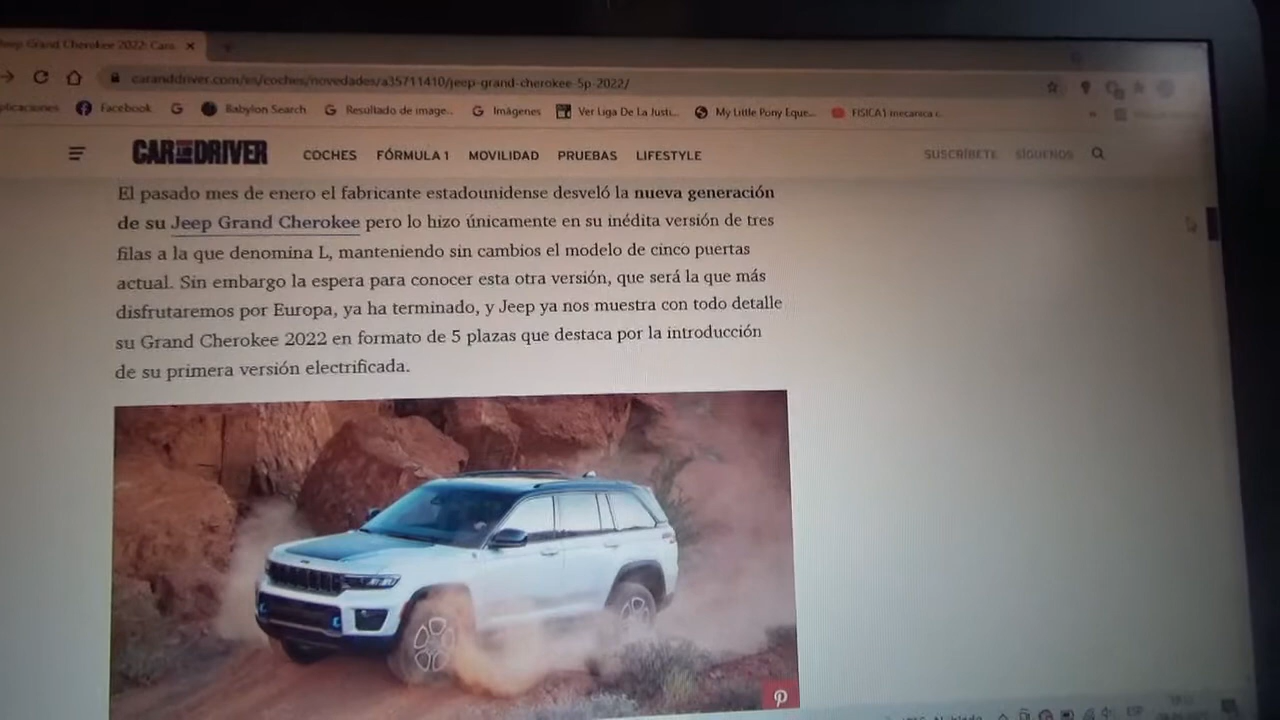 Jeep Grand Cherokee 2022: Cara
caranddriver.com/es/coches/novedades/a35711410/jeep-grand-cherokee-5p-2022/
plicaciones Facebook Babylon Search Resultado de image... Imágenes Ver Liga De La Justi... My Little Pony Eque... FISICA1 mecanica c
CAR AND DRIVER COCHES FÓRMULA 1 MOVILIDAD PRUEBAS LIFESTYLE SUSCRÍBETE SÍGUENOS
El pasado mes de enero el fabricante estadounidense desveló la nueva generación
de su Jeep Grand Cherokee pero lo hizo únicamente en su inédita versión de tres
filas a la que denomina L, manteniendo sin cambios el modelo de cinco puertas
actual. Sin embargo la espera para conocer esta otra versión, que será la que más
disfrutaremos por Europa, ya ha terminado, y Jeep ya nos muestra con todo detalle
su Grand Cherokee 2022 en formato de 5 plazas que destaca por la introducción
de su primera versión electrificada.
ESP